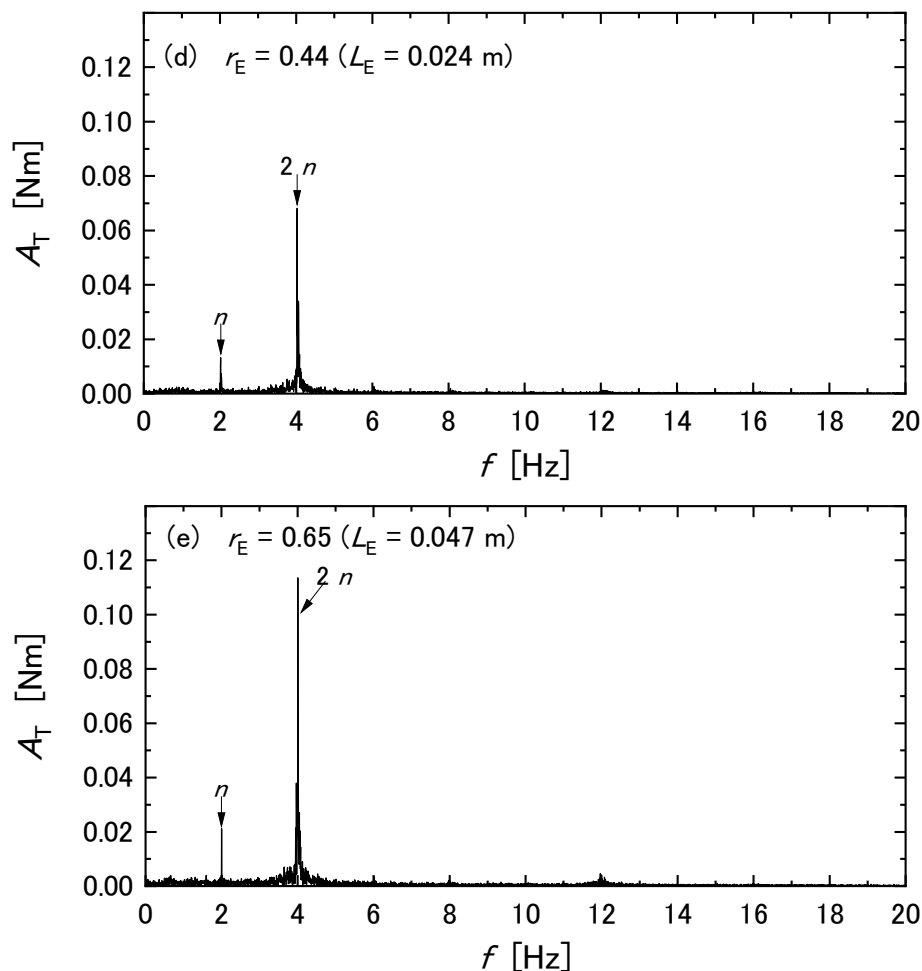 (d) r_E = 0.44 (L_E = 0.024 m)
A_T [Nm]
0.12
0.10
0.08
0.06
0.04
0.02
0.00
2 n
n
0 2 4 6 8 10 12 14 16 18 20
f [Hz]
(e) r_E = 0.65 (L_E = 0.047 m)
A_T [Nm]
0.12
0.10
0.08
0.06
0.04
0.02
0.00
2 n
n
0 2 4 6 8 10 12 14 16 18 20
f [Hz]